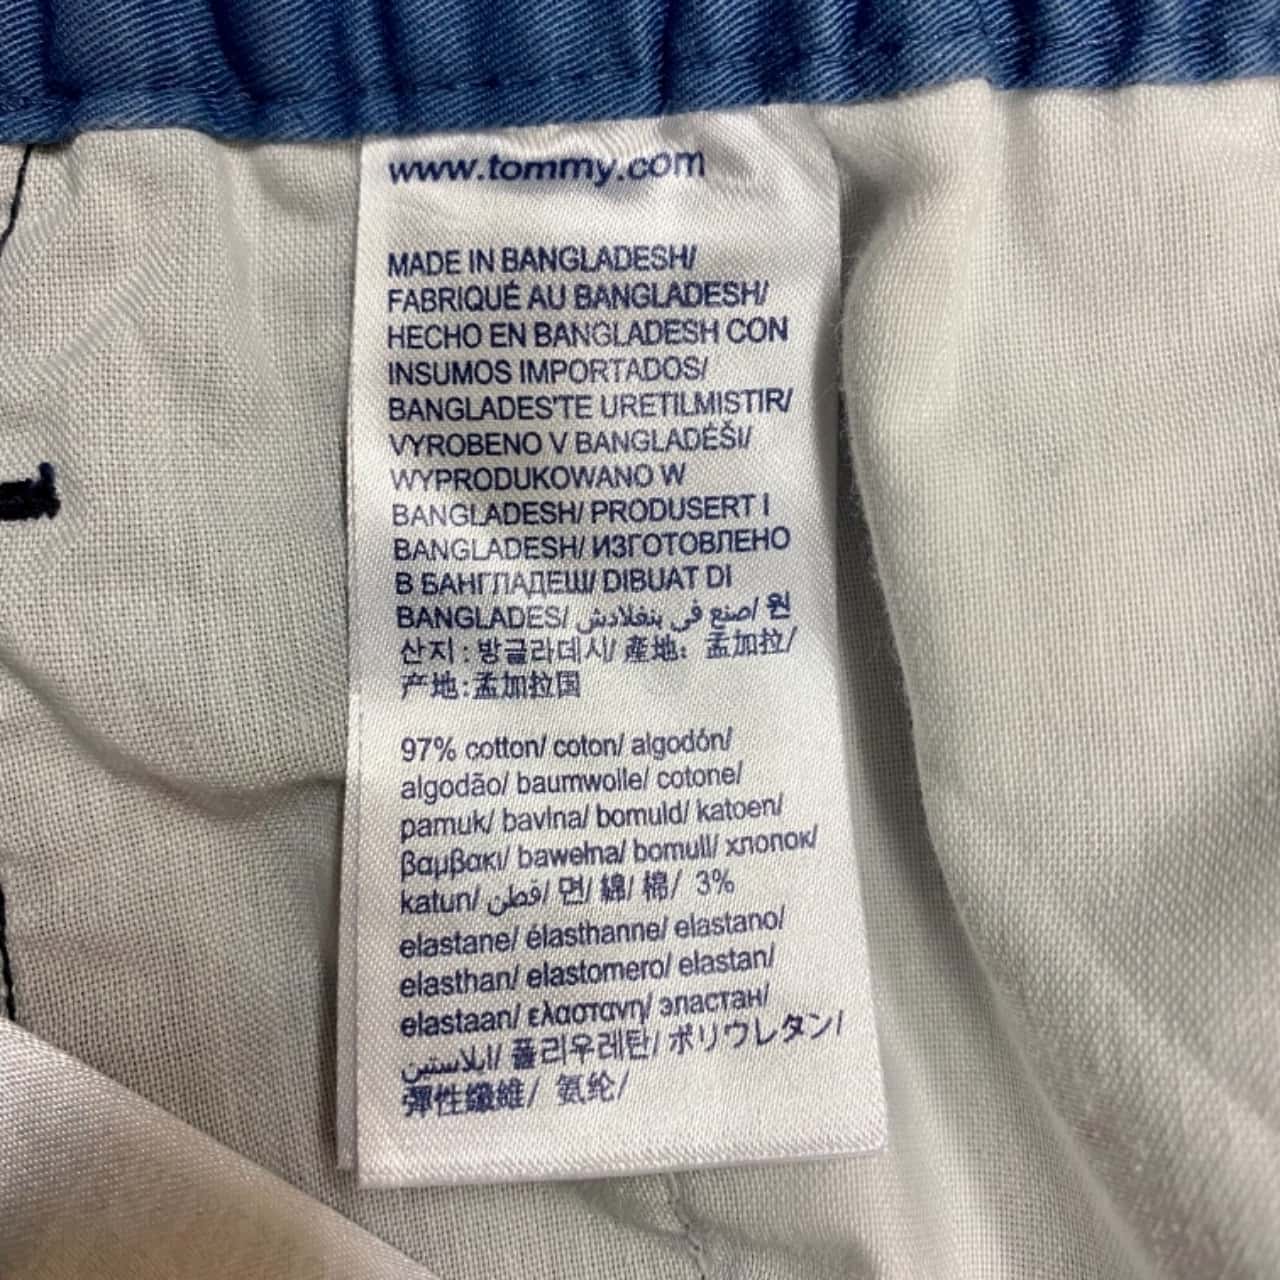 www.tommy.com
MADE IN BANGLADESH/
FABRIQUÉ AU BANGLADESH/
HECHO EN BANGLADESH CON
INSUMOS IMPORTADOS/
BANGLADES'TE URETILMISTIR/
VYROBENO V BANGLADÉŠI/
WYPRODUKOWANO W
BANGLADESH/ PRODUSERT I
BANGLADESH/ ИЗГОТОВЛЕНО
В БАНГЛАДЕШ/ DIBUAT DI
BANGLADES/ صنع في بنغلادش/ 원
산지 : 방글라데시/ 產地: 孟加拉/
产地:孟加拉国
97% cotton/ coton/ algodón/
algodão/ baumwolle/ cotone/
pamuk/ bavlna/ bomuld/ katoen/
βαμβακι/ bawełna/ bomull/ хлопок/
katun/ قطن/ 면/ 綿/ 棉/ 3%
elastane/ élasthanne/ elastano/
elasthan/ elastomero/ elastan/
elastaan/ ελαστανη/ эластан/
ايلاستين/ 폴리우레탄/ ポリウレタン/
彈性纖維/ 氨纶/